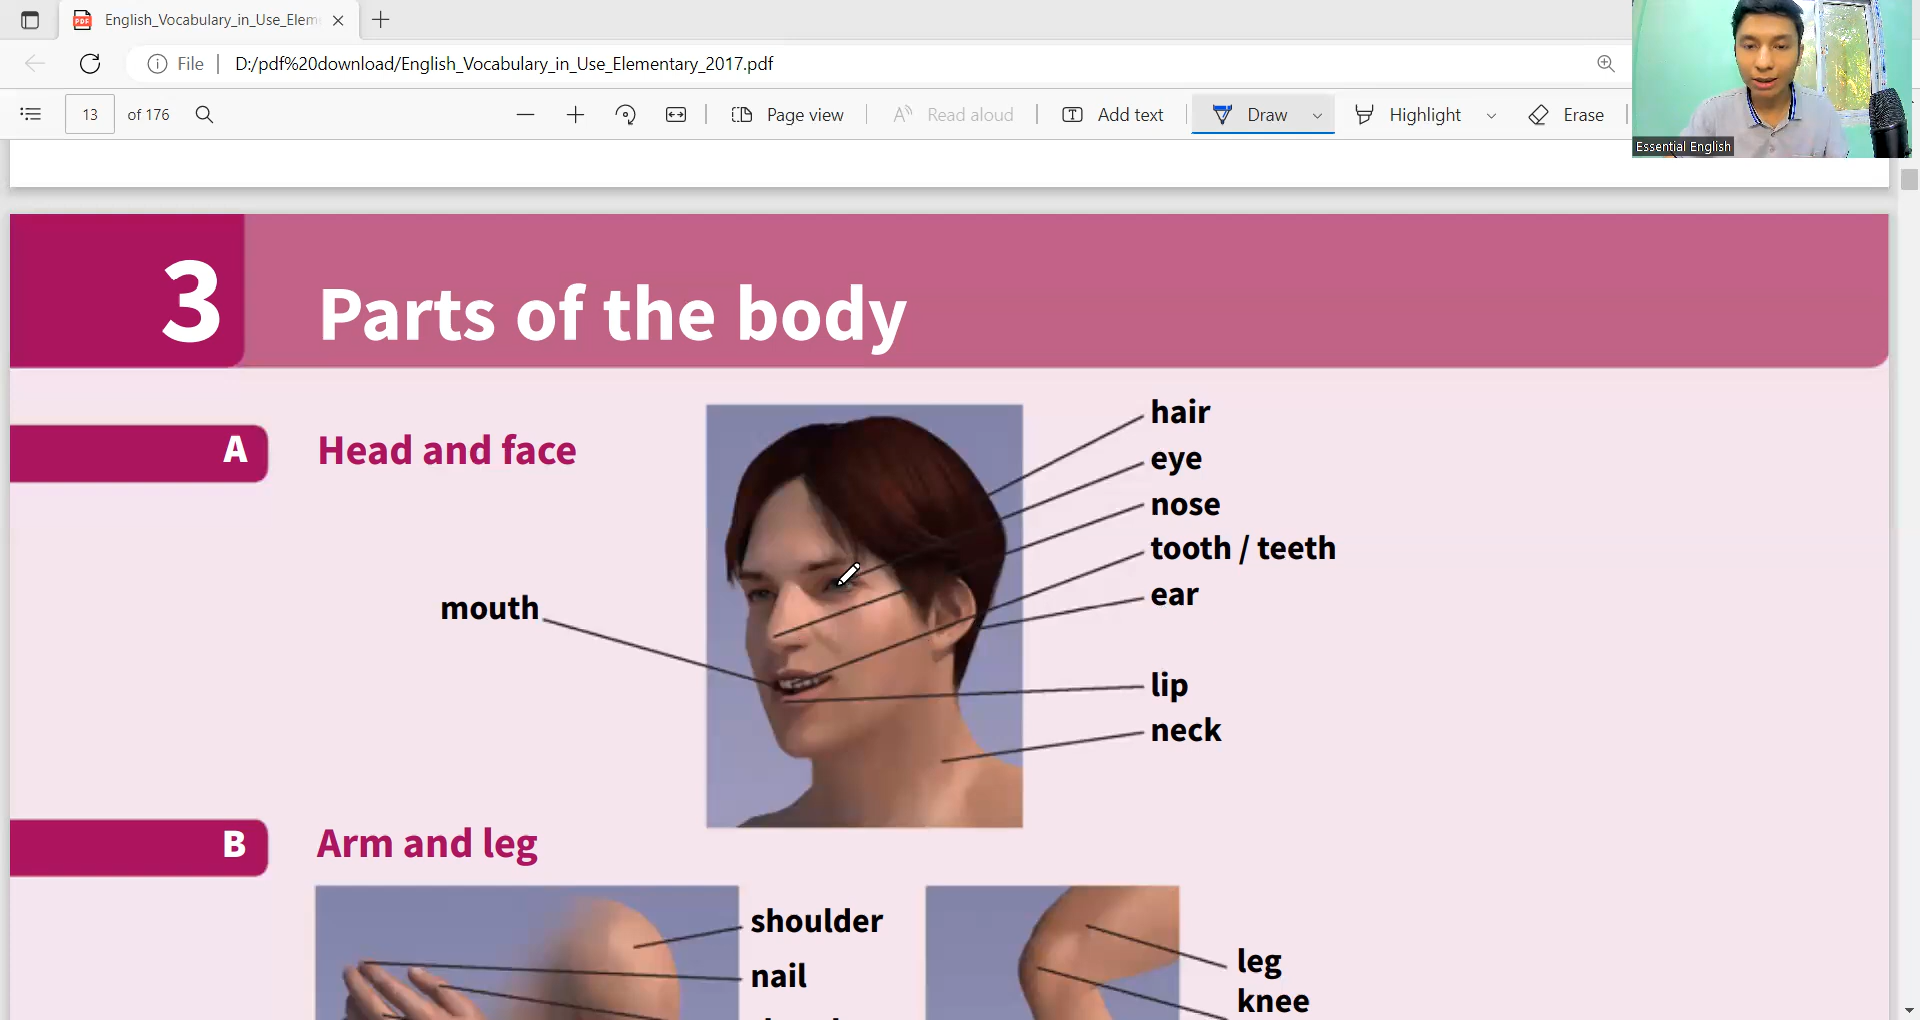 English_Vocabulary_in_Use_Elem
File
D:/pdf%20download/English_Vocabulary_in_Use_Elementary_2017.pdf
13 of 176
Page view
Read aloud
Add text
Draw
Highlight
Erase
Essential English
3 Parts of the body
A Head and face
hair
eye
nose
tooth / teeth
ear
mouth
lip
neck
B Arm and leg
shoulder
nail
leg
knee